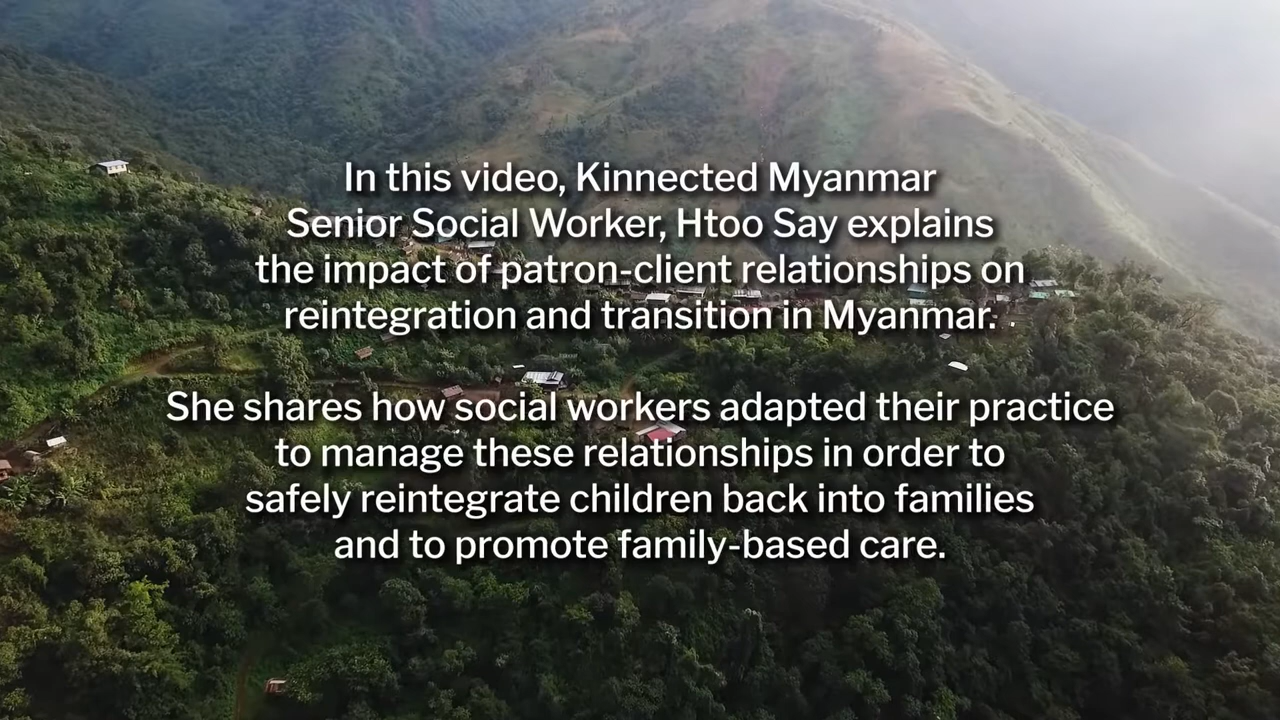 In this video, Kinnected Myanmar
Senior Social Worker, Htoo Say explains
the impact of patron-client relationships on
reintegration and transition in Myanmar.
She shares how social workers adapted their practice
to manage these relationships in order to
safely reintegrate children back into families
and to promote family-based care.